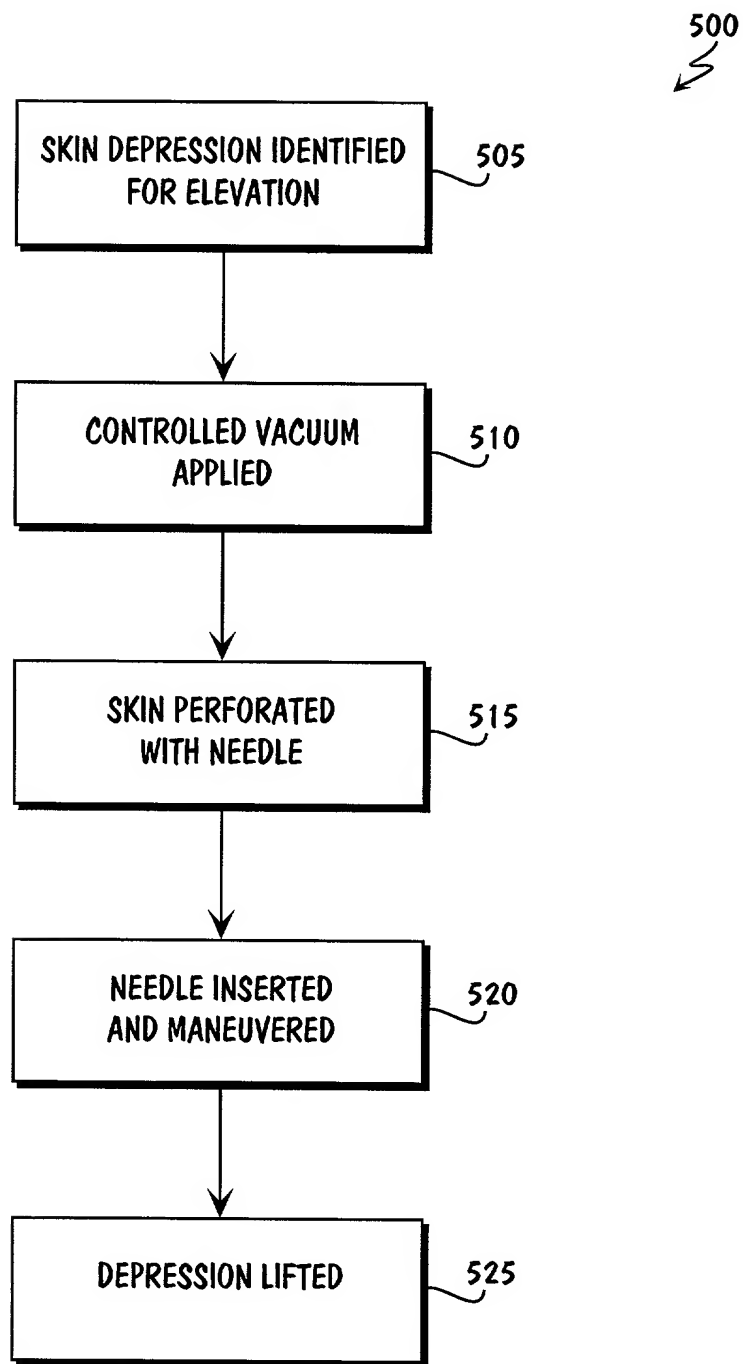 500
SKIN DEPRESSION IDENTIFIED
FOR ELEVATION
505
CONTROLLED VACUUM
APPLIED
510
SKIN PERFORATED
WITH NEEDLE
515
NEEDLE INSERTED
AND MANEUVERED
520
DEPRESSION LIFTED
525